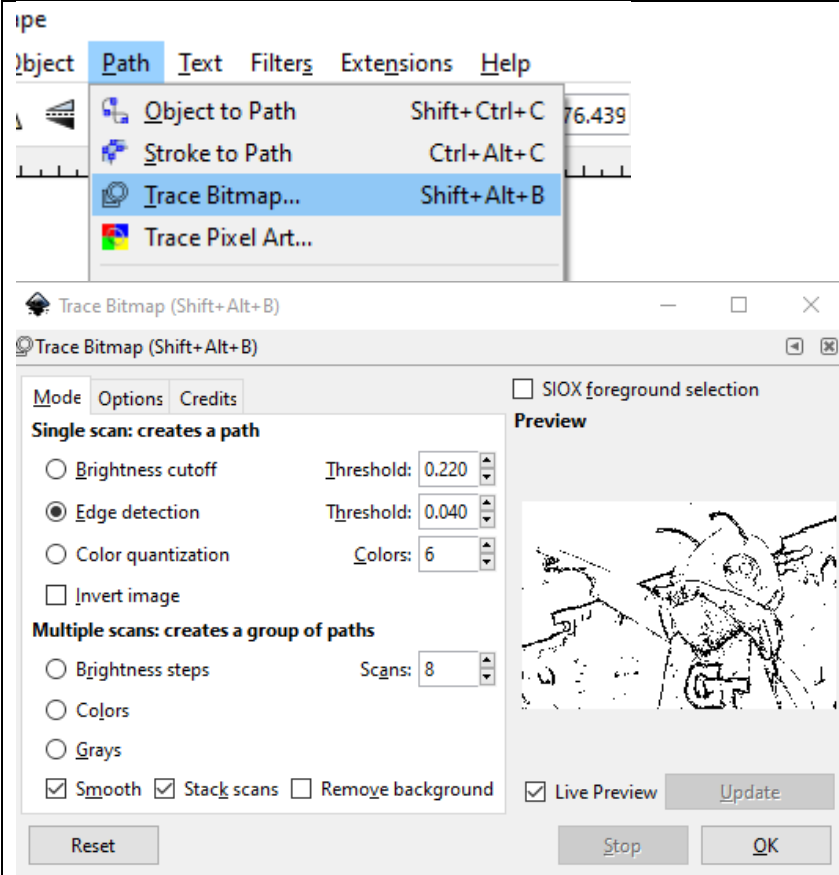 ape
Object Path Text Filters Extensions Help
Object to Path Shift+Ctrl+C 76.439
Stroke to Path Ctrl+Alt+C
Trace Bitmap... Shift+Alt+B
Trace Pixel Art...
Trace Bitmap (Shift+Alt+B)
Trace Bitmap (Shift+Alt+B)
Mode Options Credits
SIOX foreground selection
Single scan: creates a path
Preview
Brightness cutoff Threshold: 0.220
Edge detection Threshold: 0.040
Color quantization Colors: 6
Invert image
Multiple scans: creates a group of paths
Brightness steps Scans: 8
Colors
Grays
Smooth Stack scans Remove background
GT
Live Preview Update
Reset Stop OK